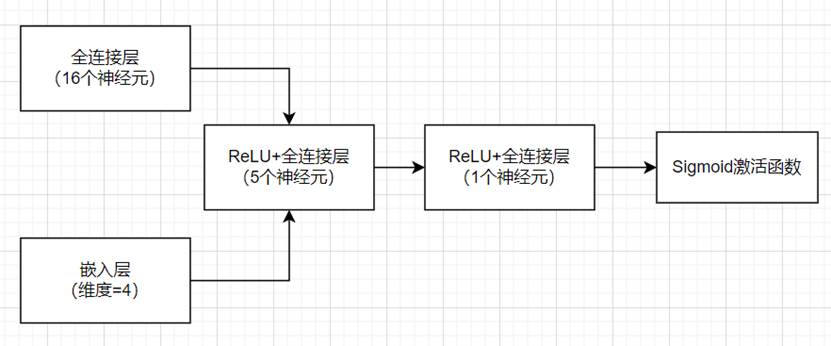 全连接层
（16个神经元）
嵌入层
（维度=4）
ReLU+全连接层
（5个神经元）
ReLU+全连接层
（1个神经元）
Sigmoid激活函数